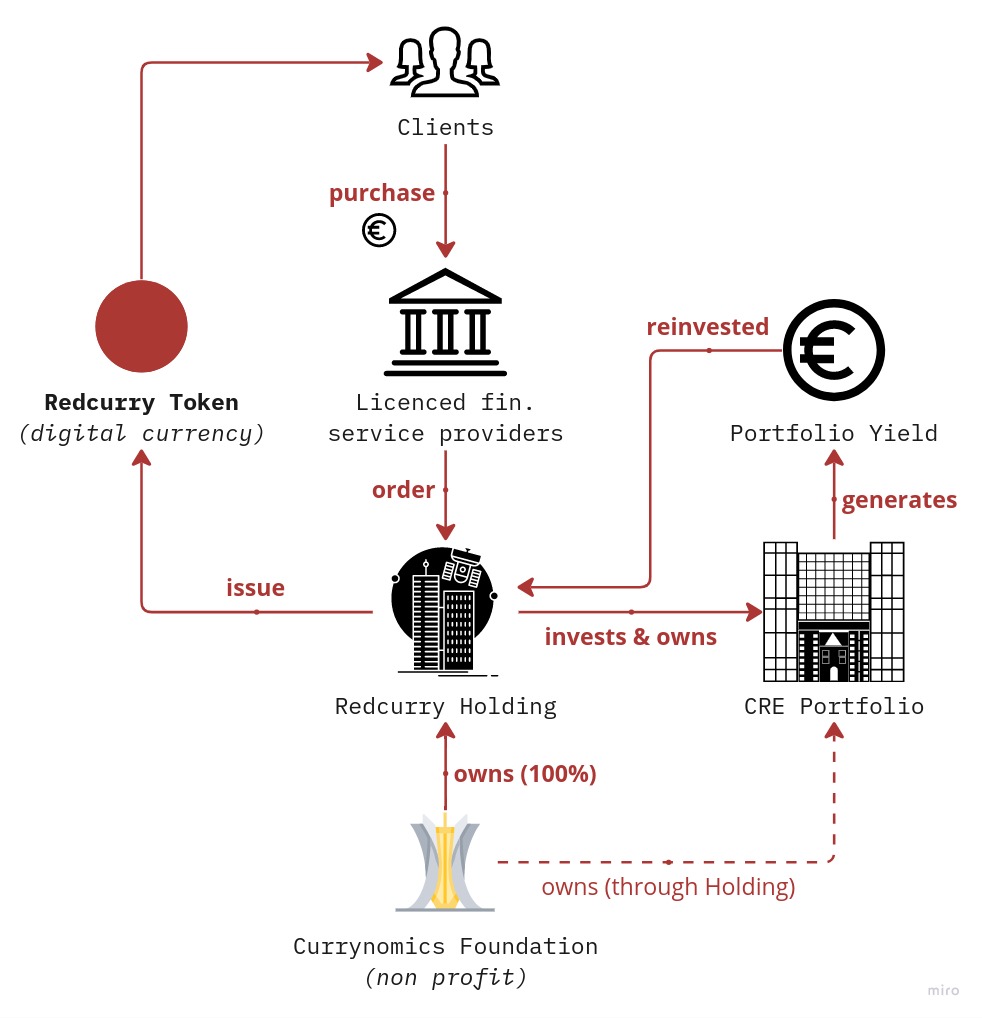 Clients
purchase
reinvested
Redcurry Token
(digital currency)
Licenced fin.
service providers
Portfolio Yield
order
generates
issue
invests & owns
Redcurry Holding
CRE Portfolio
owns (100%)
owns (through Holding)
Currynomics Foundation
(non profit)
miro